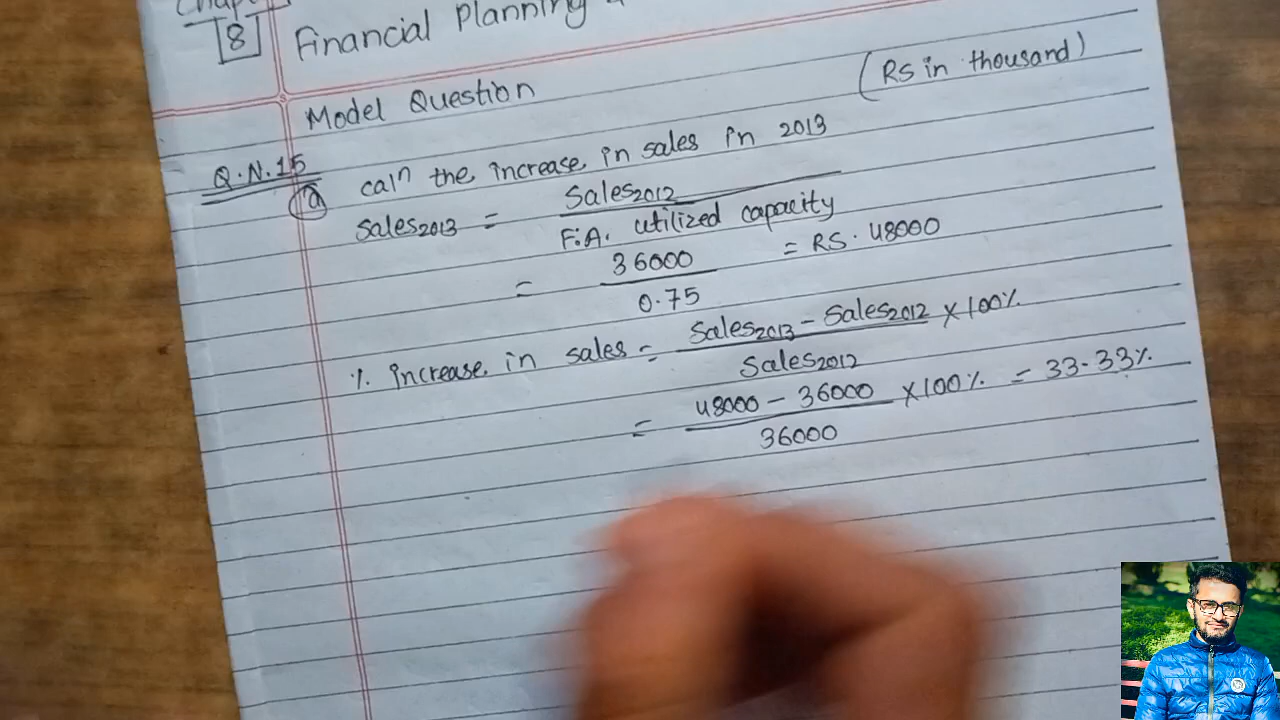 8 Financial Planning
Model Question (RS in thousand)
Q.N.15
a calⁿ the increase in sales in 2013
Sales2013 = Sales2012
F.A. utilized capacity
= 36000 = RS. 48000
0.75
% increase in sales = Sales2013 - Sales2012 × 100%
Sales2012
= 48000 - 36000 × 100% = 33.33%
36000